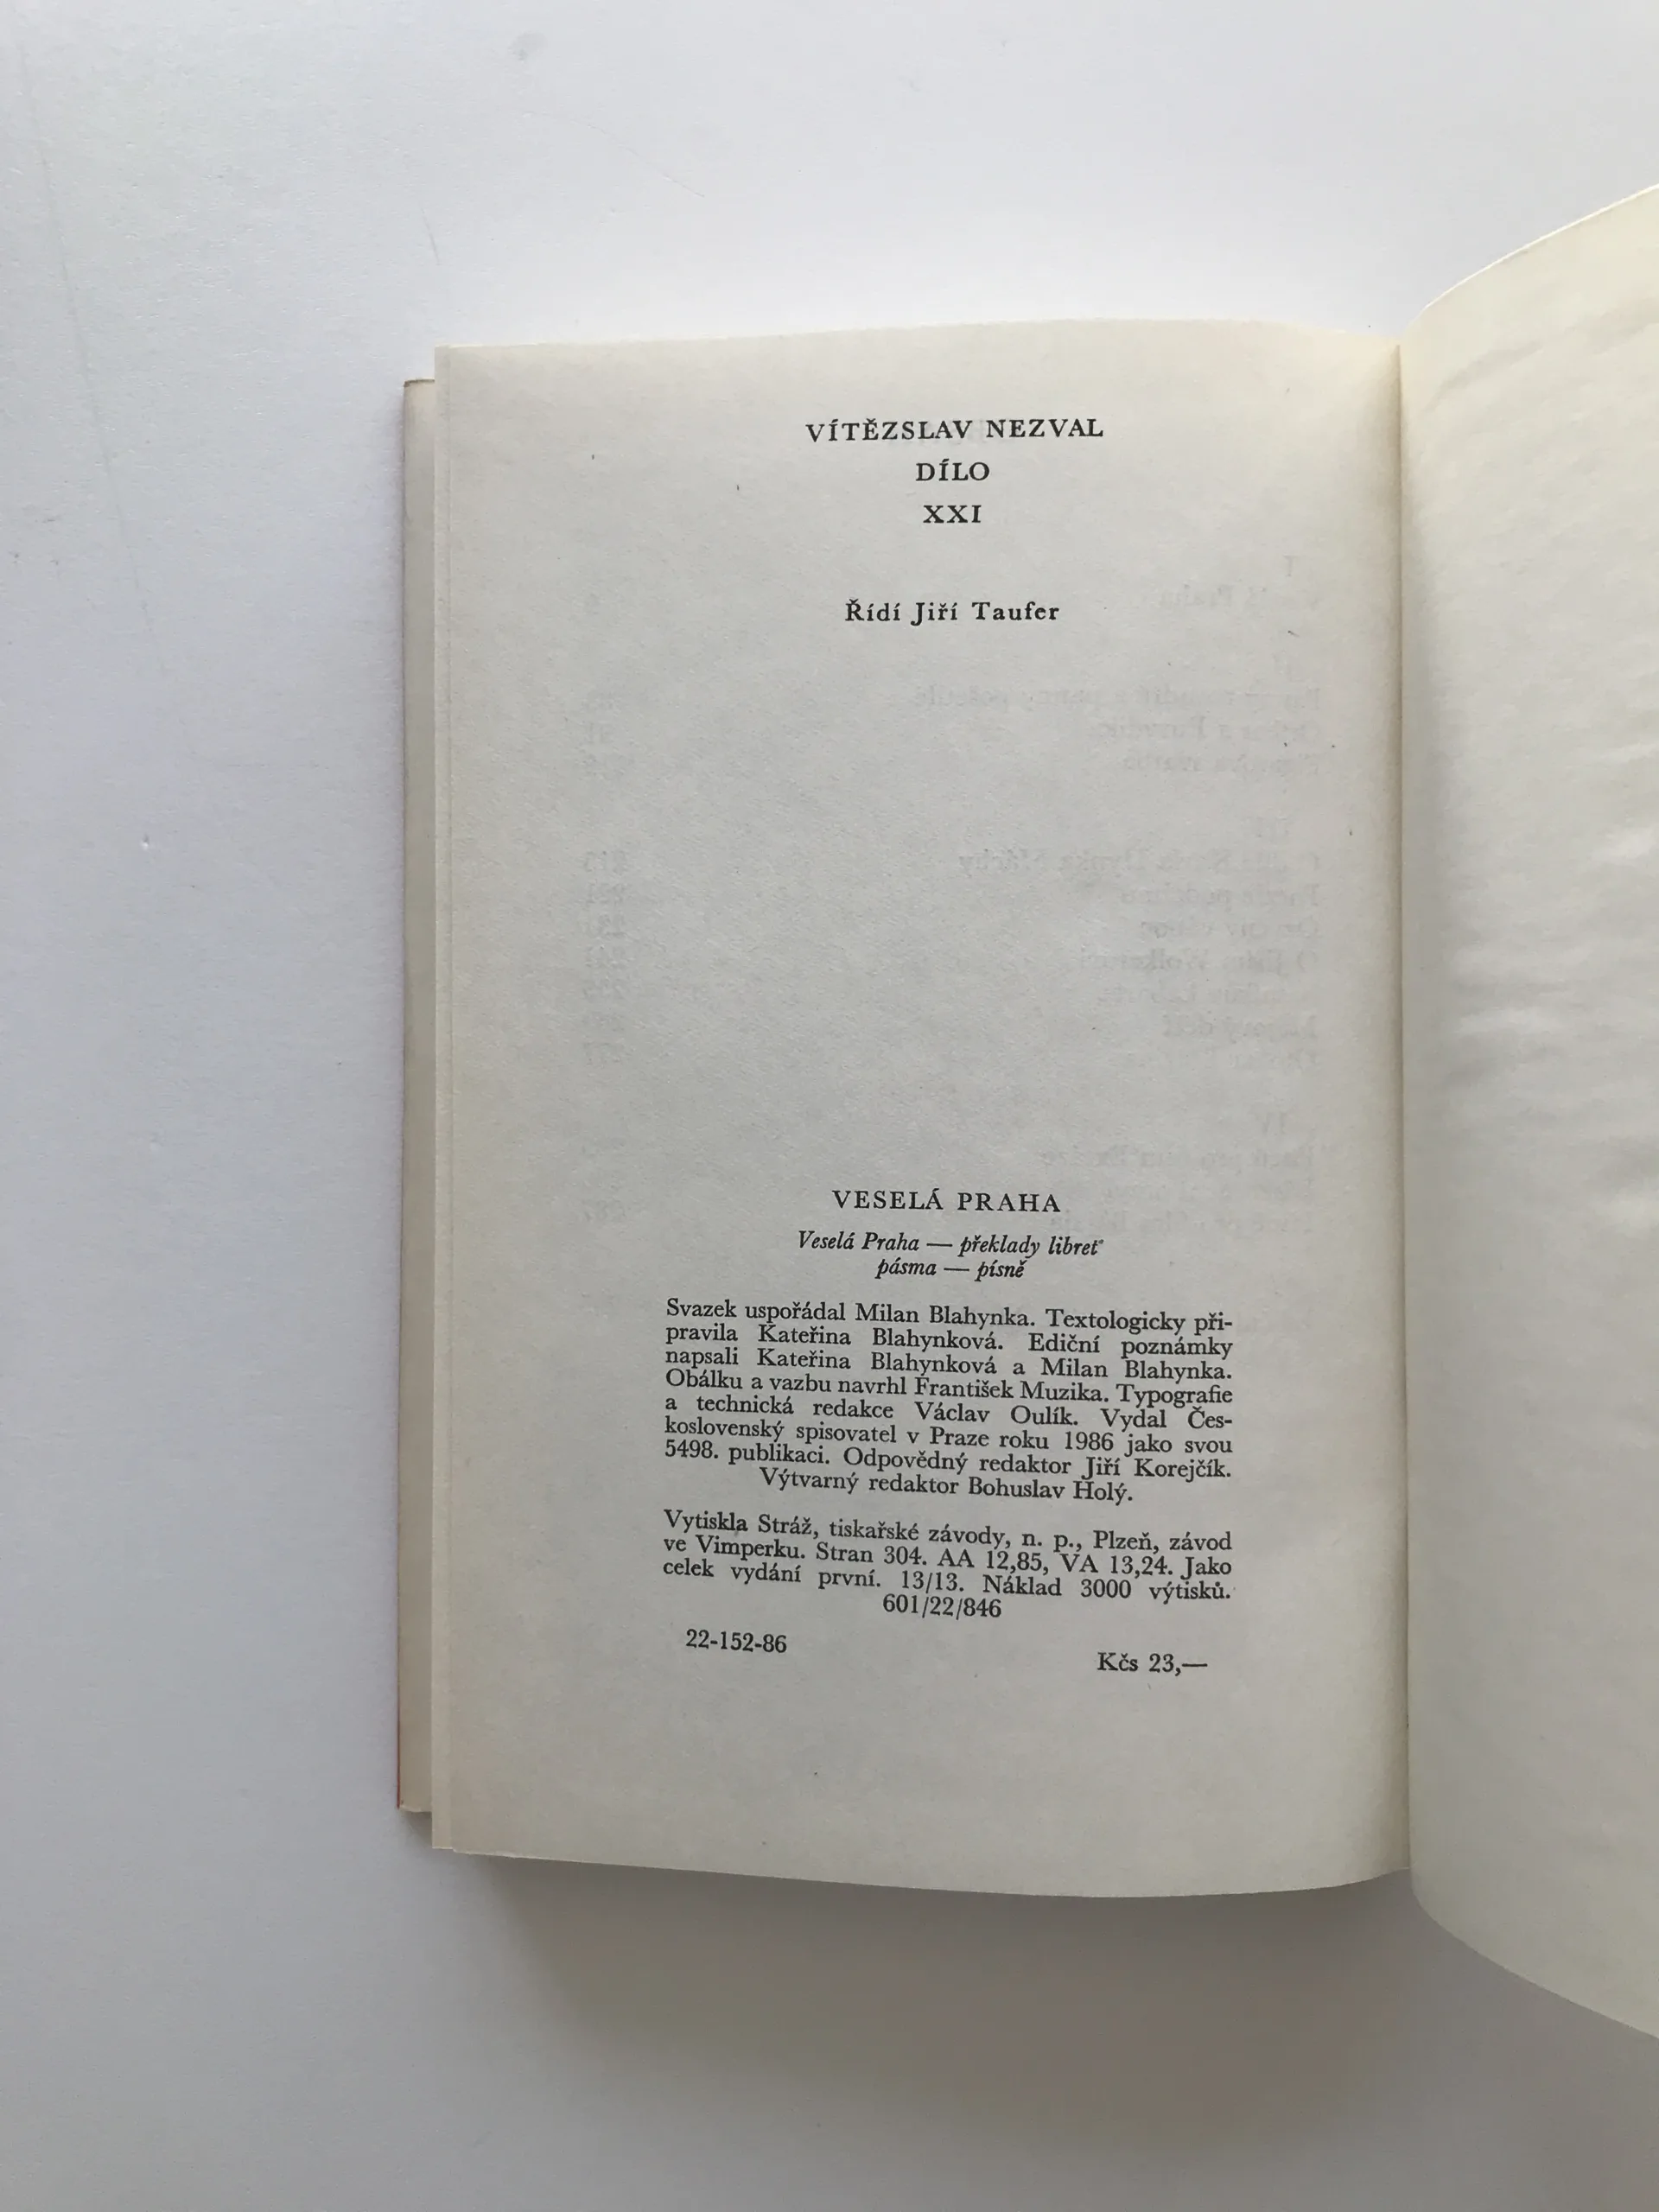 VÍTĚZSLAV NEZVAL
DÍLO
XXI
Řídí Jiří Taufer
VESELÁ PRAHA
Veselá Praha — překlady libret
pásma — písně
Svazek uspořádal Milan Blahynka. Textologicky při-
pravila Kateřina Blahynková. Ediční poznámky
napsali Kateřina Blahynková a Milan Blahynka.
Obálku a vazbu navrhl František Muzika. Typografie
a technická redakce Václav Oulík. Vydal Čes-
koslovenský spisovatel v Praze roku 1986 jako svou
5498. publikaci. Odpovědný redaktor Jiří Korejčík.
Výtvarný redaktor Bohuslav Holý.
Vytiskla Stráž, tiskařské závody, n. p., Plzeň, závod
ve Vimperku. Stran 304. AA 12,85, VA 13,24. Jako
celek vydání první. 13/13. Náklad 3000 výtisků.
601/22/846
22-152-86
Kčs 23,—